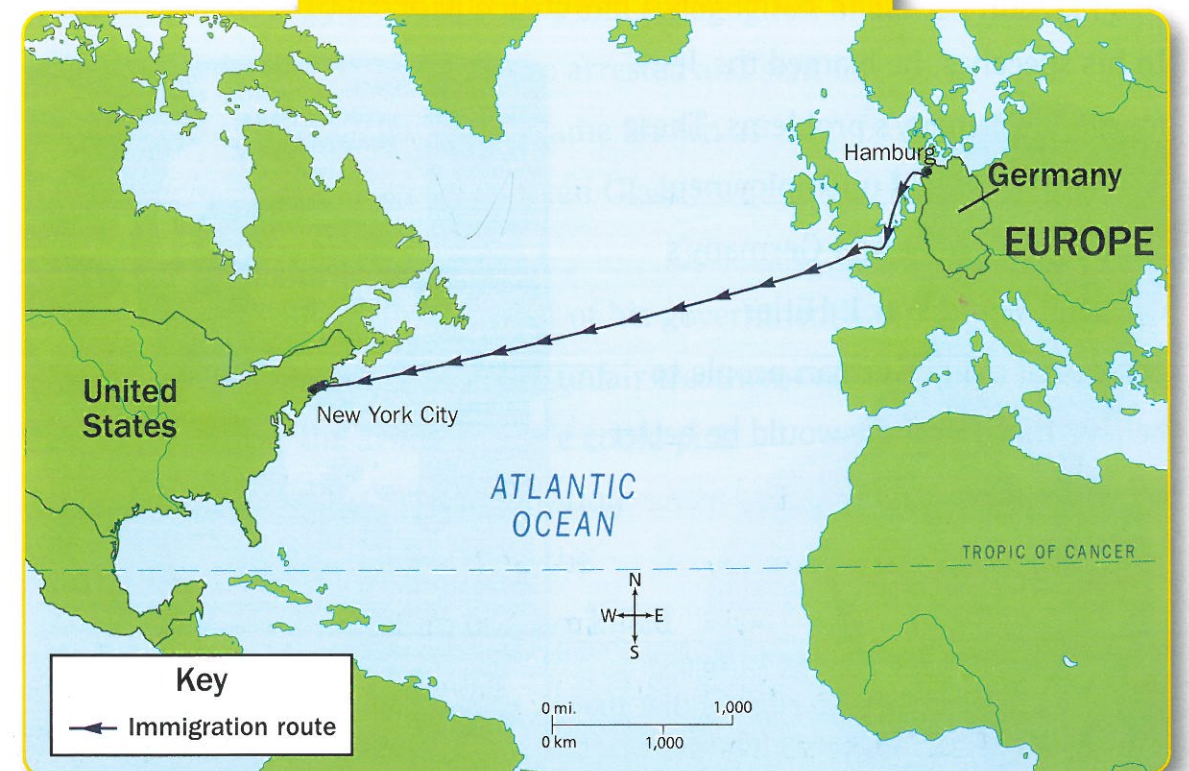 Hamburg
Germany
EUROPE
United
States
New York City
ATLANTIC
OCEAN
TROPIC OF CANCER
N
W E
S
Key
Immigration route
0 mi. 1,000
0 km 1,000